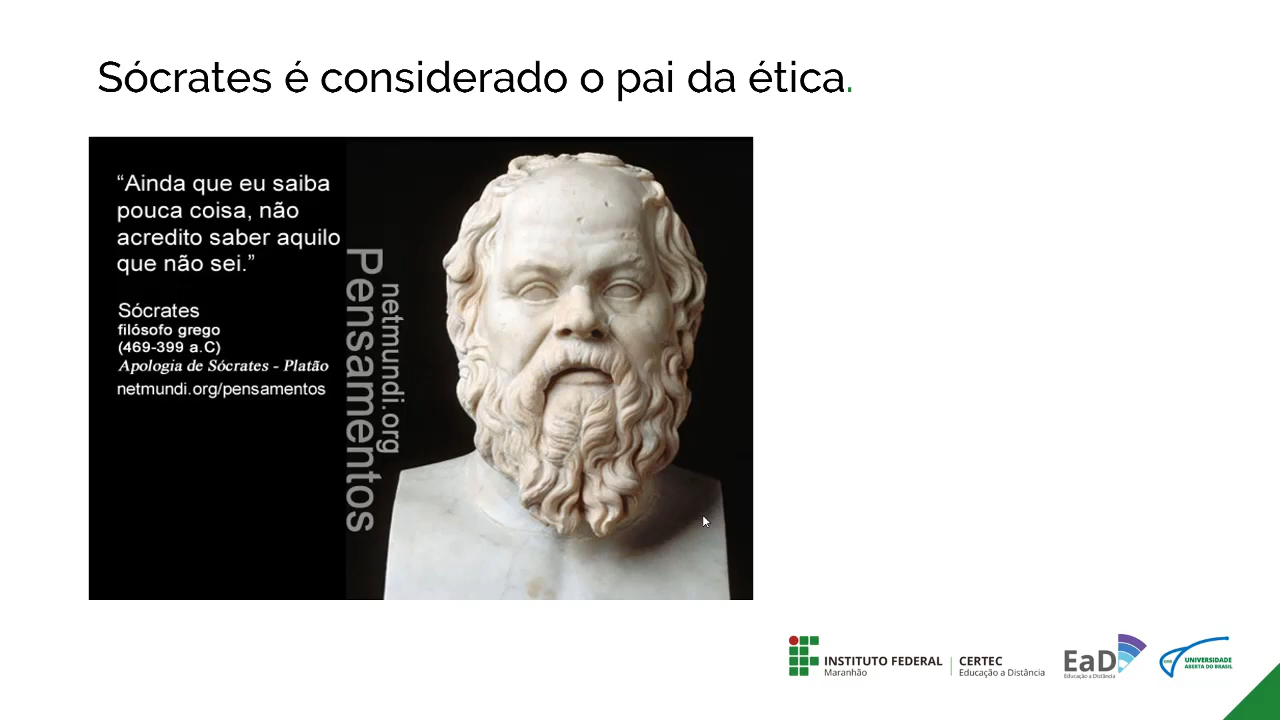 Sócrates é considerado o pai da ética.
“Ainda que eu saiba
pouca coisa, não
acredito saber aquilo
que não sei.”
Sócrates
filósofo grego
(469-399 a.C)
Apologia de Sócrates - Platão
netmundi.org/pensamentos
Pensamentos
netmundi.org
INSTITUTO FEDERAL
Maranhão
CERTEC
Educação a Distância
EaD
Educação a Distância
UNIVERSIDADE
ABERTA DO BRASIL